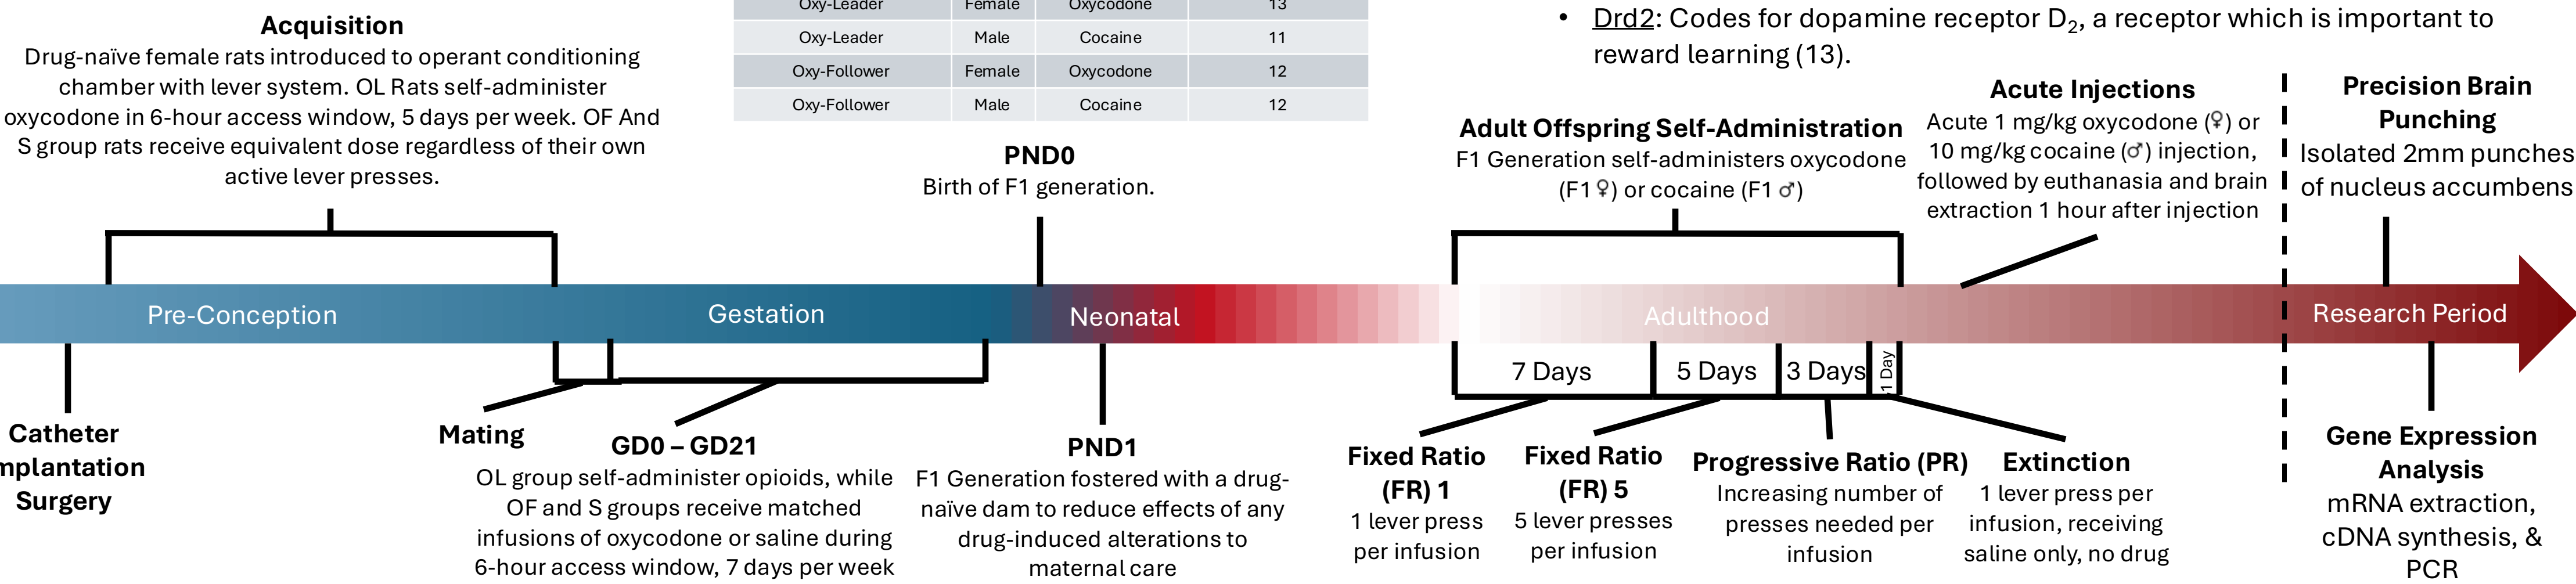 Acquisition
Drug-naïve female rats introduced to operant conditioning
chamber with lever system. OL Rats self-administer
oxycodone in 6-hour access window, 5 days per week. OF And
S group rats receive equivalent dose regardless of their own
active lever presses.
Oxy-Leader Female Oxycodone 13
Oxy-Leader Male Cocaine 11
Oxy-Follower Female Oxycodone 12
Oxy-Follower Male Cocaine 12
• Drd2: Codes for dopamine receptor D₂, a receptor which is important to
reward learning (13).
PND0
Birth of F1 generation.
Adult Offspring Self-Administration
F1 Generation self-administers oxycodone
(F1 ♀) or cocaine (F1 ♂)
Acute Injections
Acute 1 mg/kg oxycodone (♀) or
10 mg/kg cocaine (♂) injection,
followed by euthanasia and brain
extraction 1 hour after injection
Precision Brain
Punching
Isolated 2mm punches
of nucleus accumbens
Pre-Conception
Gestation
Neonatal
Adulthood
Research Period
7 Days
5 Days
3 Days
1 Day
Catheter
mplantation
Surgery
Mating
GD0 – GD21
OL group self-administer opioids, while
OF and S groups receive matched
infusions of oxycodone or saline during
6-hour access window, 7 days per week
PND1
F1 Generation fostered with a drug-
naïve dam to reduce effects of any
drug-induced alterations to
maternal care
Fixed Ratio
(FR) 1
1 lever press
per infusion
Fixed Ratio
(FR) 5
5 lever presses
per infusion
Progressive Ratio (PR)
Increasing number of
presses needed per
infusion
Extinction
1 lever press per
infusion, receiving
saline only, no drug
Gene Expression
Analysis
mRNA extraction,
cDNA synthesis, &
PCR